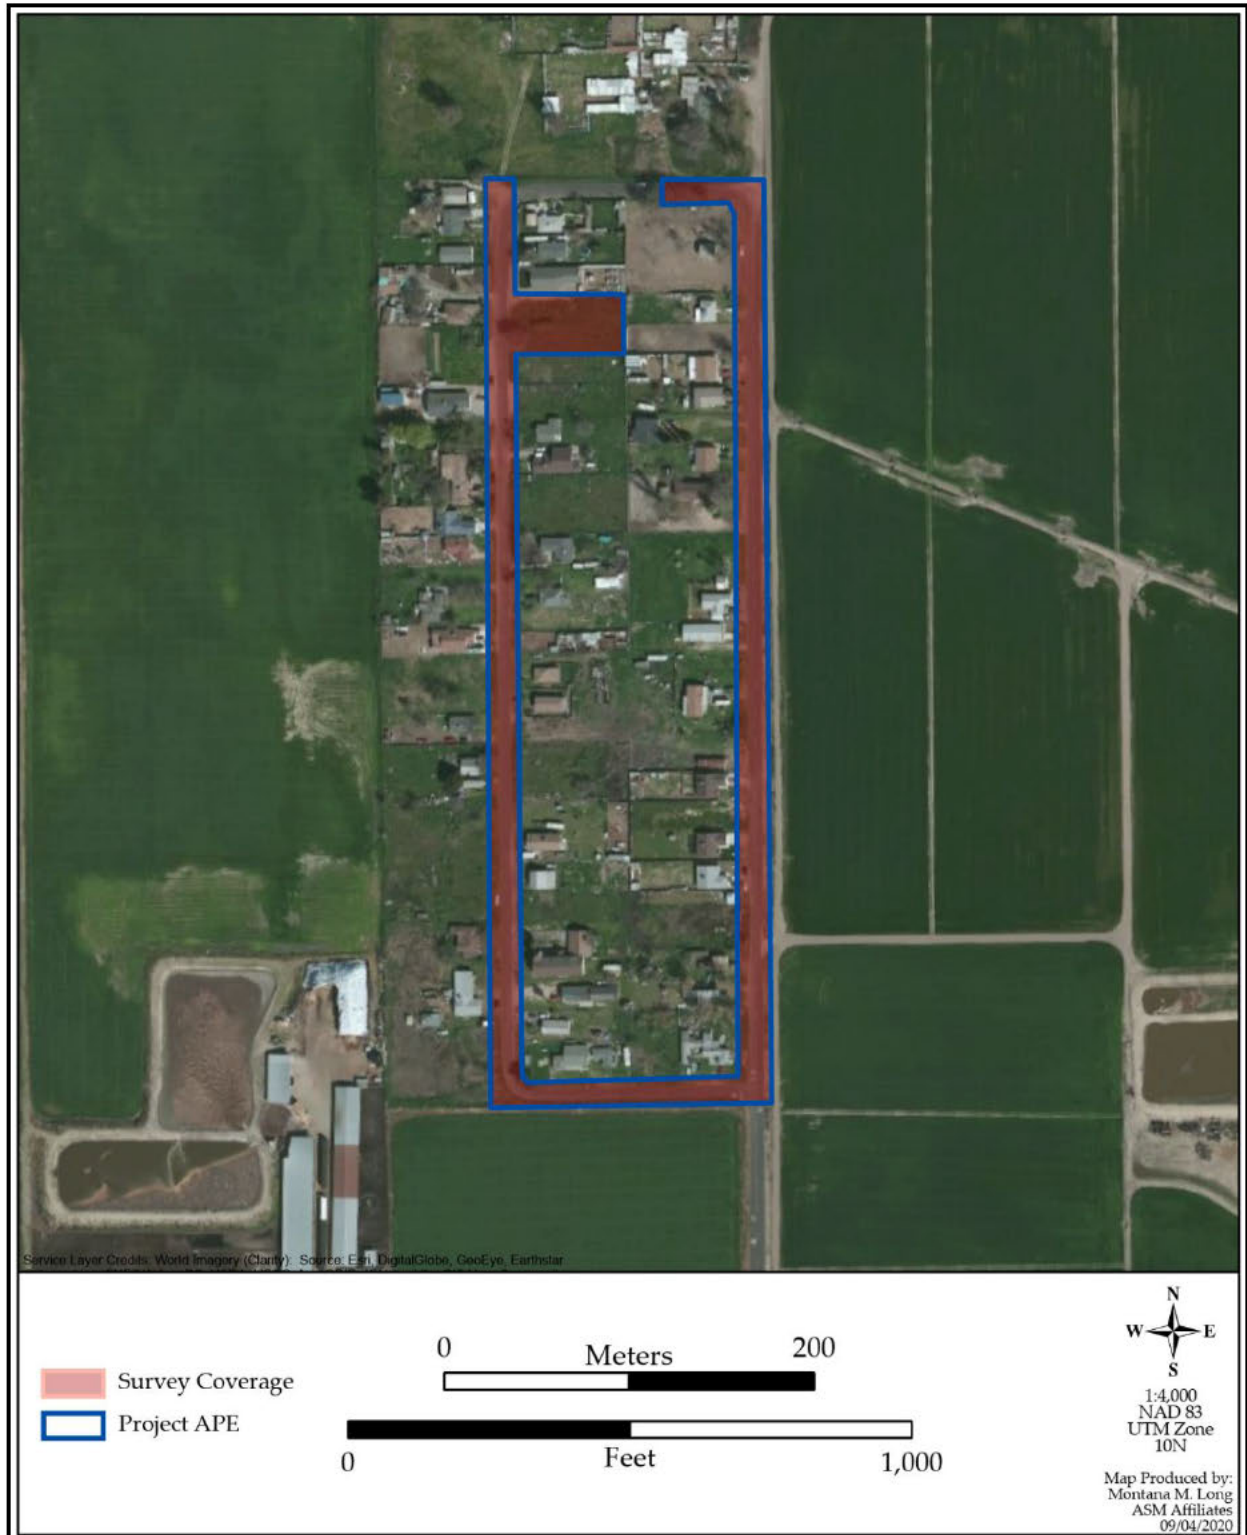 Service Layer Credits: World Imagery (Clarity): Source: Esri, DigitalGlobe, GeoEye, Earthstar
Survey Coverage
Project APE
0 Meters 200
0 Feet 1,000
N
W E
S
1:4,000
NAD 83
UTM Zone
10N
Map Produced by:
Montana M. Long
ASM Affiliates
09/04/2020